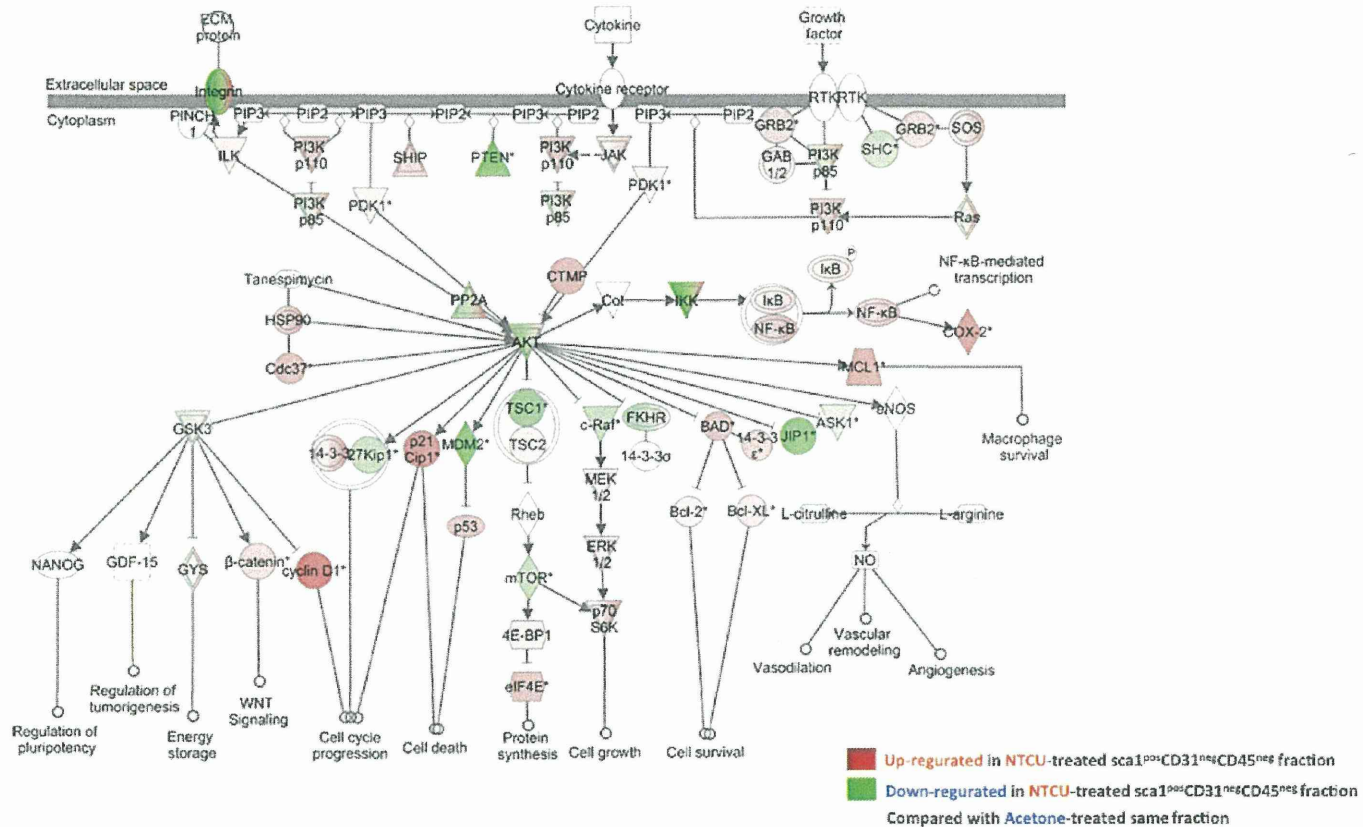 ECM
protein
Cytokine
Growth
factor
Extracellular space
Integrin
Cytokine receptor
RTK
RTK
Cytoplasm
PINCH
1
PIP3
PIP2
PIP3
PIP2
PIP3
PIP2
PIP3
PIP2
GRB2*
GRB2*
SOS
ILK
PI3K
p110
SHIP
PTEN*
PI3K
p110
JAK
GAB
1/2
PI3K
p85
SHC*
PI3K
p85
PDK1*
PI3K
p85
PDK1*
PI3K
p110
Ras
Tanespimycin
PP2A
CTMP
Cot
IKK
IκB
NF-κB
IκB
P
NF-κB
NF-κB-mediated
transcription
COX-2*
HSP90
AKT
Cdc37*
MCL1*
Macrophage
survival
GSK3
14-3-3
27Kip1*
p21
Cip1*
MDM2*
TSC1*
TSC2
c-Raf*
FKHR
14-3-3σ
BAD*
14-3-3
ε*
JIP1*
ASK1*
eNOS
MEK
1/2
Bcl-2*
Bcl-XL*
L-citrulline
L-arginine
p53
Rheb
NANOG
GDF-15
GYS
β-catenin*
cyclin D1*
mTOR*
ERK
1/2
NO
4E-BP1
p70
S6K
eIF4E*
Vasodilation
Vascular
remodeling
Angiogenesis
Regulation of
pluripotency
Regulation of
tumorigenesis
Energy
storage
WNT
Signaling
Cell cycle
progression
Cell death
Protein
synthesis
Cell growth
Cell survival
Up-regurated in NTCU-treated sca1posCD31negCD45neg fraction
Down-regurated in NTCU-treated sca1posCD31negCD45neg fraction
Compared with Acetone-treated same fraction